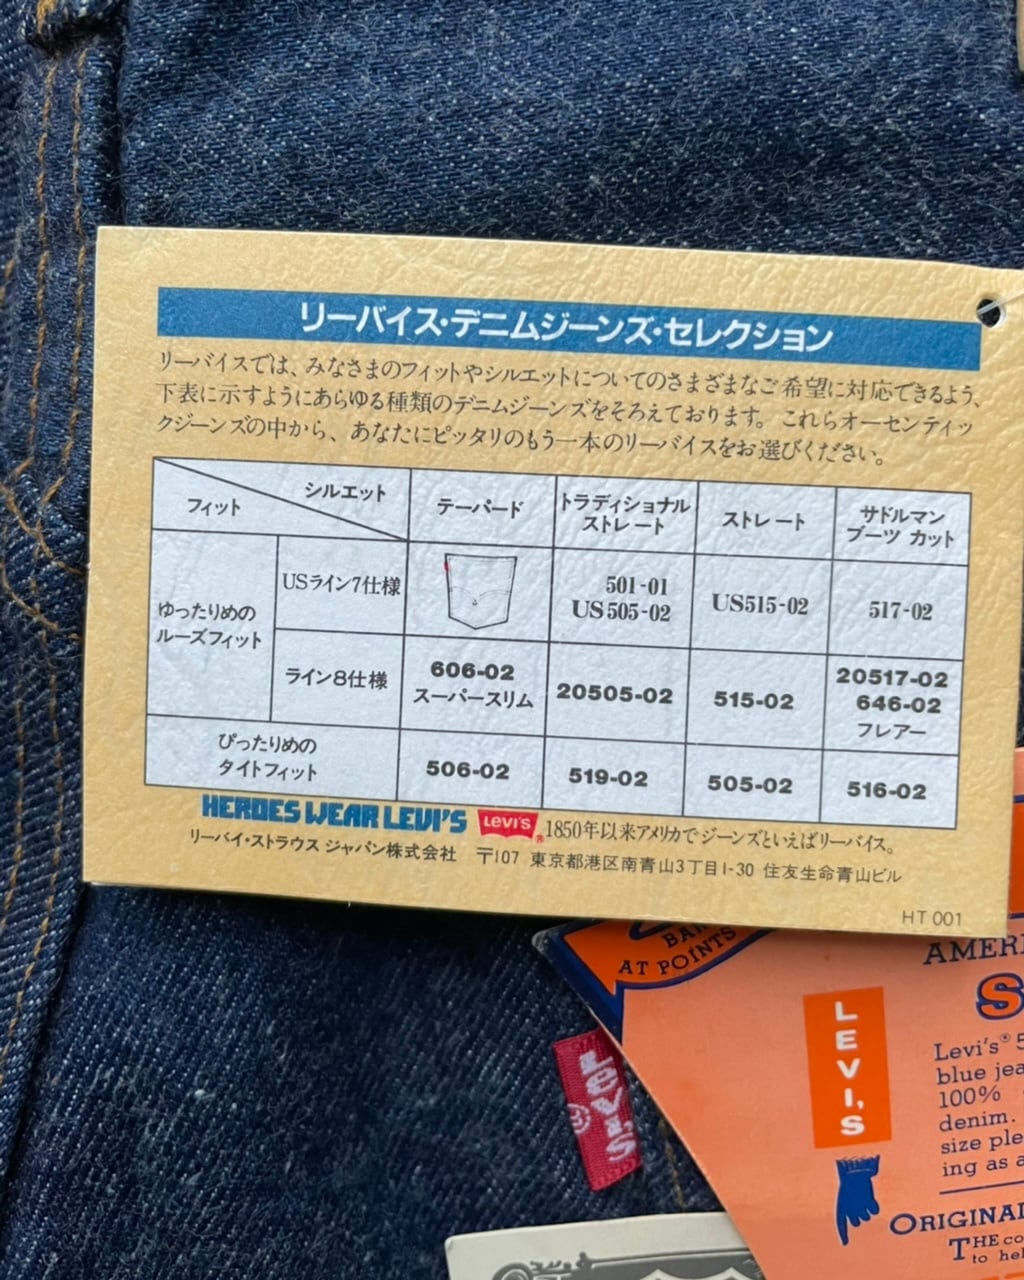 リーバイス・デニムジーンズ・セレクション
リーバイスでは、みなさまのフィットやシルエットについてのさまざまなご希望に対応できるよう、
下表に示すようにあらゆる種類のデニムジーンズをそろえております。これらオーセンティッ
クジーンズの中から、あなたにピッタリのもう一本のリーバイスをお選びください。
シルエット
フィット
テーパード
トラディショナル
ストレート
ストレート
サドルマン
ブーツ カット
ゆったりめの
ルーズフィット
USライン7仕様
501-01
US505-02
US515-02
517-02
ライン8仕様
606-02
スーパースリム
20505-02
515-02
20517-02
646-02
フレアー
ぴったりめの
タイトフィット
506-02
519-02
505-02
516-02
HEROES WEAR LEVI'S
Levi's
®
1850年以来アメリカでジーンズといえばリーバイス。
リーバイ・ストラウス ジャパン株式会社 〒107 東京都港区南青山3丁目1-30 住友生命青山ビル
HT 001
AT POINTS
LEVI'S
Levi's®
blue
100%
denim.
size
ing as
THE
to
Levi's
®